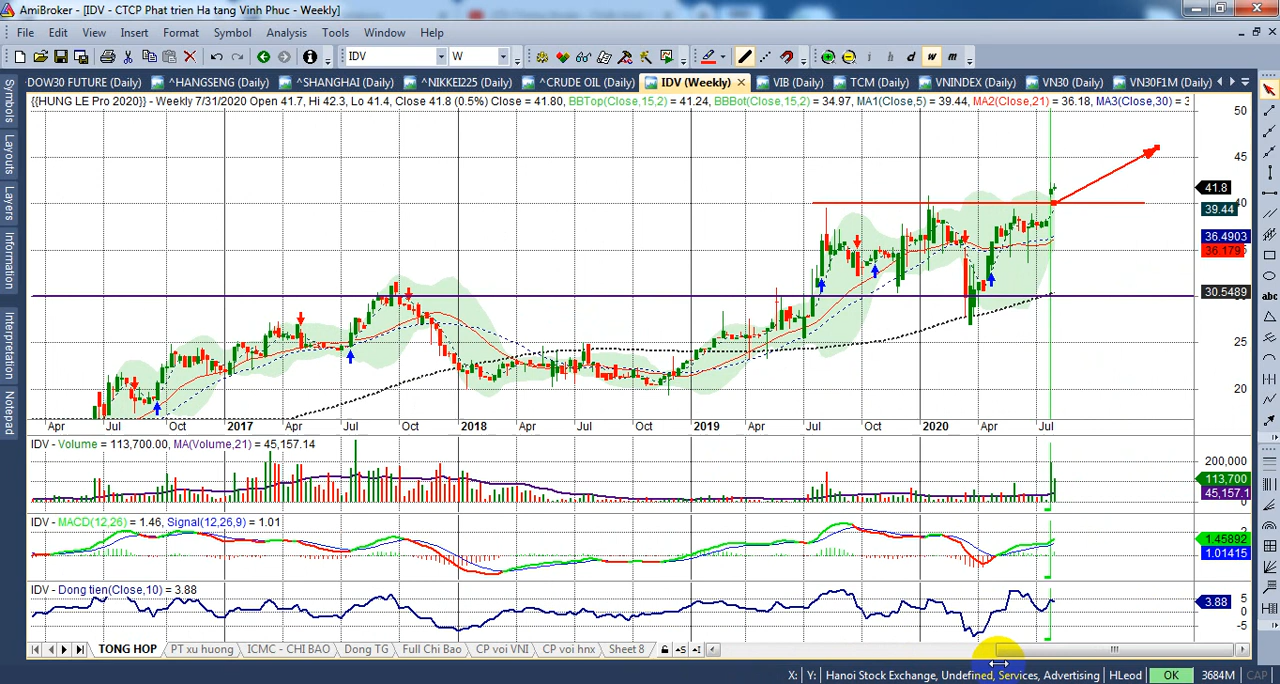 AmiBroker - [IDV - CTCP Phat trien Ha tang Vinh Phuc - Weekly]
File Edit View Insert Format Symbol Analysis Tools Window Help
IDV W i h d w m
DOW30 FUTURE (Daily) ^HANGSENG (Daily) ^SHANGHAI (Daily) ^NIKKEI225 (Daily) ^CRUDE OIL (Daily) IDV (Weekly) VIB (Daily) TCM (Daily) VNINDEX (Daily) VN30 (Daily) VN30F1M (Daily)
{{HUNG LE Pro 2020}} - Weekly 7/31/2020 Open 41.7, Hi 42.3, Lo 41.4, Close 41.8 (0.5%) Close = 41.80, BBTop(Close,15,2) = 41.24, BBBot(Close,15,2) = 34.97, MA1(Close,5) = 39.44, MA2(Close,21) = 36.18, MA3(Close,30) = 3
Symbols
Layouts
Layers
Information
Interpretation
Notepad
50
45
41.8
40
39.44
36.4903
36.179
30.5489
25
20
abc
Apr Jul Oct 2017 Apr Jul Oct 2018 Apr Jul Oct 2019 Apr Jul Oct 2020 Apr Jul
IDV - Volume = 113,700.00, MA(Volume,21) = 45,157.14
200,000
113,700
45,157.1
IDV - MACD(12,26) = 1.46, Signal(12,26,9) = 1.01
2
1.45892
1.01415
IDV - Dong tien(Close,10) = 3.88
5
3.88
0
-5
TONG HOP PT xu huong ICMC - CHI BAO Dong TG Full Chi Bao CP voi VNI CP voi hnx Sheet 8
X: Y: Hanoi Stock Exchange, Undefined, Services, Advertising HLeod OK 3684M CAP